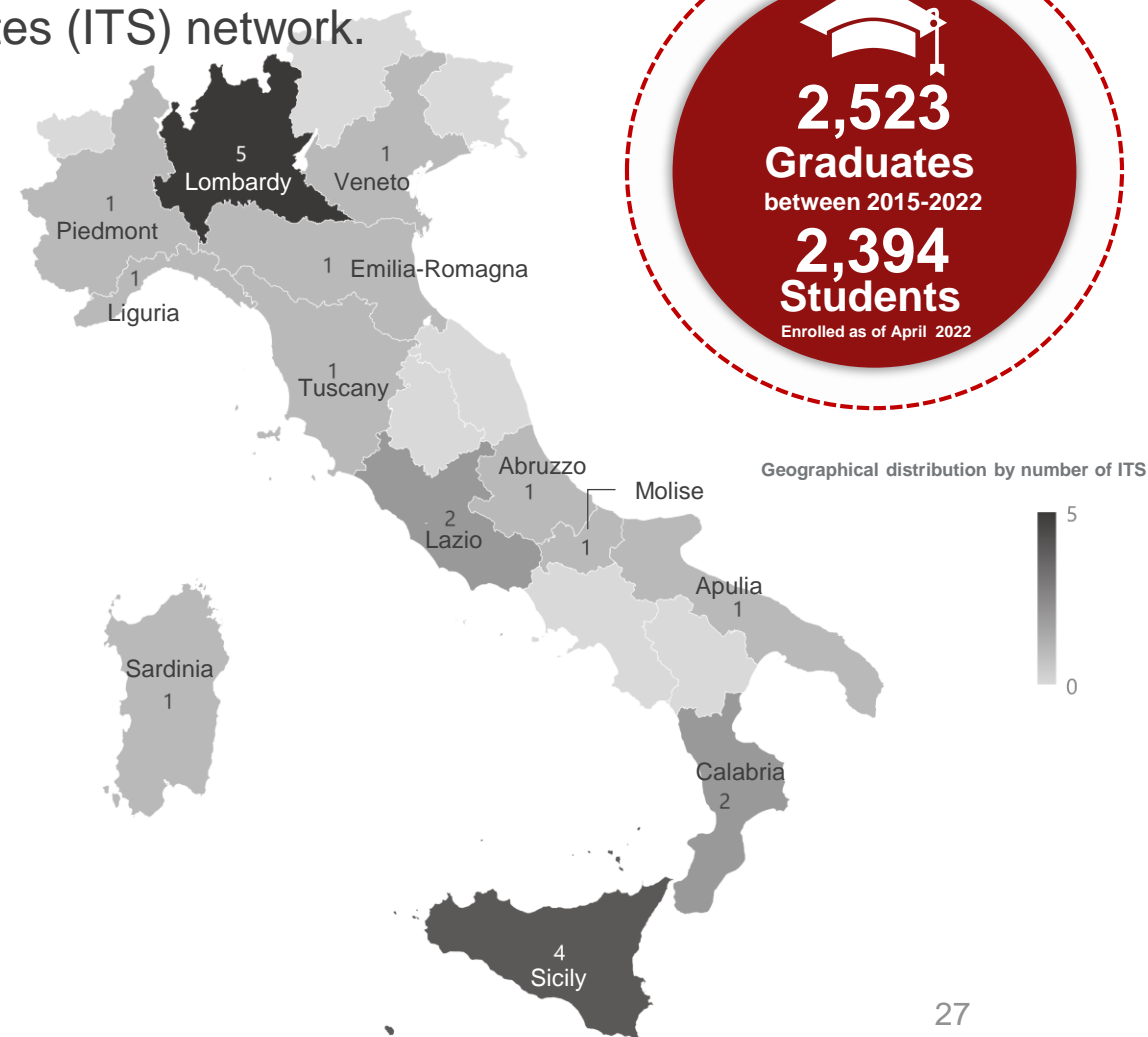 tes (ITS) network.
2,523
Graduates
between 2015-2022
2,394
Students
Enrolled as of April 2022
5
Lombardy
1
Veneto
1
Piedmont
1
Emilia-Romagna
1
Liguria
1
Tuscany
Abruzzo
1
Molise
1
2
Lazio
Apulia
1
Sardinia
1
Calabria
2
4
Sicily
Geographical distribution by number of ITS
5
0
27